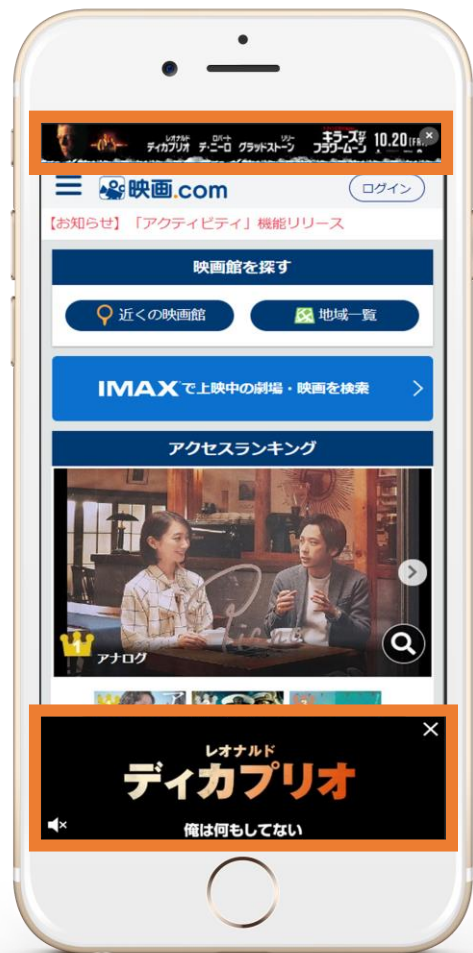 レオナルド ロバート リリー
ディカプリオ デ・ニーロ グラッドストーン
キラーズ
フラワームーン
10.20
映画.com
ログイン
【お知らせ】「アクティビティ」機能リリース
映画館を探す
近くの映画館
地域一覧
IMAXで上映中の劇場・映画を検索
アクセスランキング
1
アナログ
レオナルド
ディカプリオ
俺は何もしてない